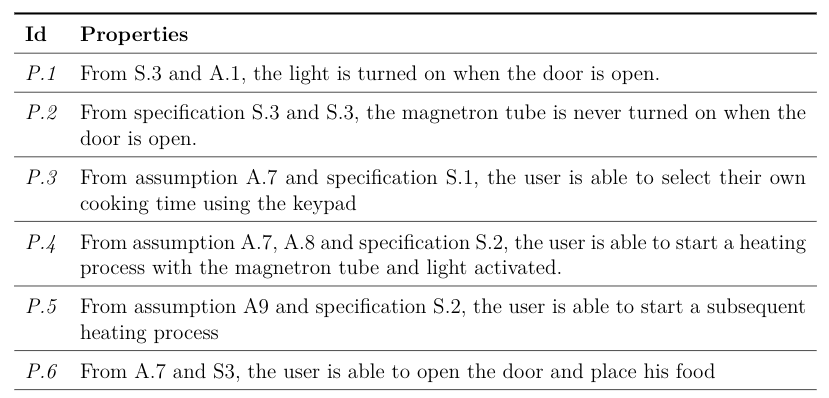 Id Properties
P.1 From S.3 and A.1, the light is turned on when the door is open.
P.2 From specification S.3 and S.3, the magnetron tube is never turned on when the
door is open.
P.3 From assumption A.7 and specification S.1, the user is able to select their own
cooking time using the keypad
P.4 From assumption A.7, A.8 and specification S.2, the user is able to start a heating
process with the magnetron tube and light activated.
P.5 From assumption A9 and specification S.2, the user is able to start a subsequent
heating process
P.6 From A.7 and S3, the user is able to open the door and place his food